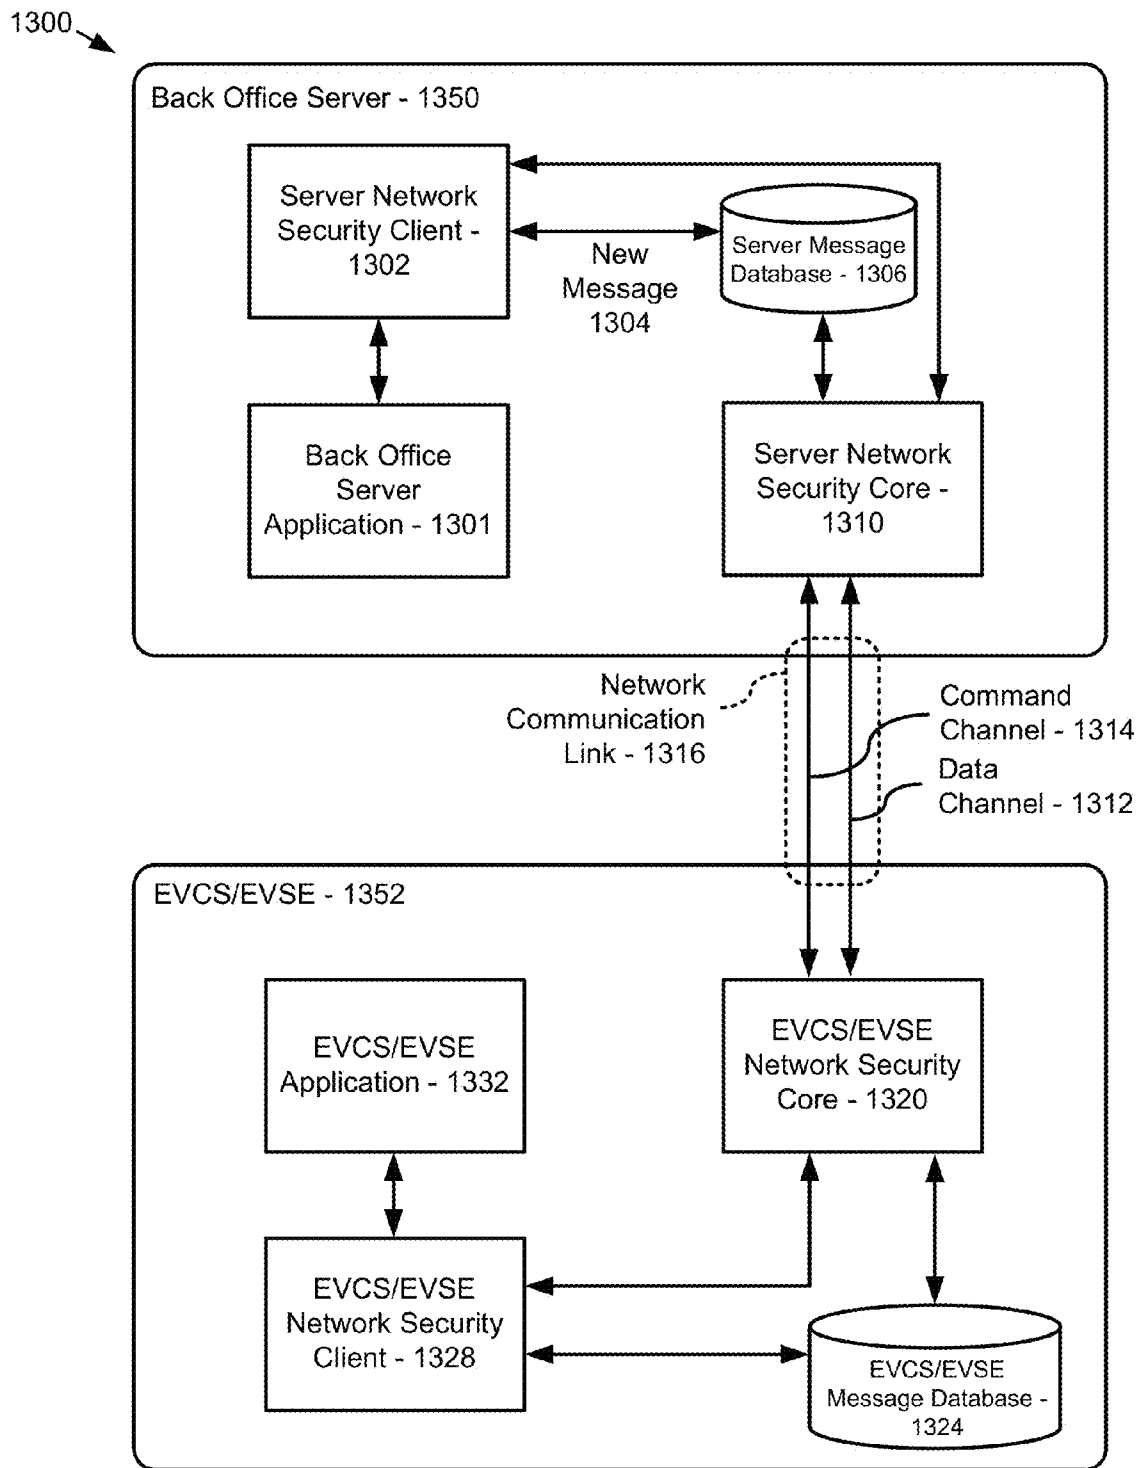 1300
Back Office Server - 1350
Server Network
Security Client -
1302
New
Message
1304
Server Message
Database - 1306
Back Office
Server
Application - 1301
Server Network
Security Core -
1310
Network
Communication
Link - 1316
Command
Channel - 1314
Data
Channel - 1312
EVCS/EVSE - 1352
EVCS/EVSE
Application - 1332
EVCS/EVSE
Network Security
Core - 1320
EVCS/EVSE
Network Security
Client - 1328
EVCS/EVSE
Message Database -
1324